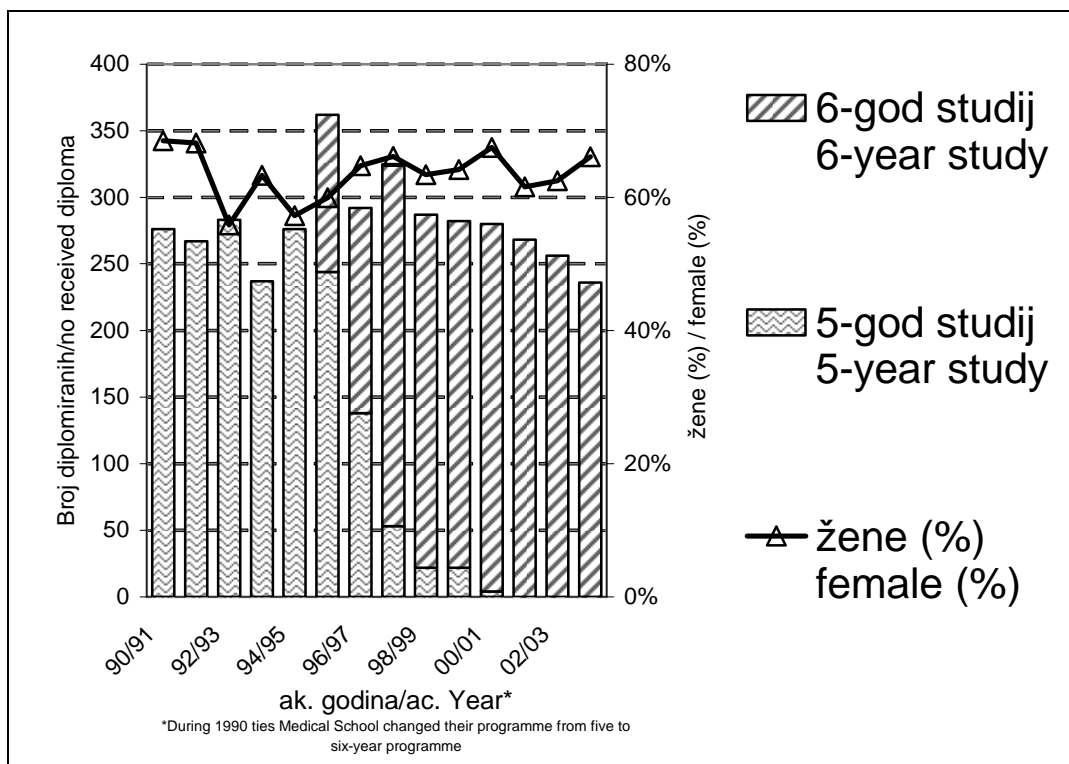 400
350
300
250
200
150
100
50
0
Broj diplomiranih/no received diploma
80%
60%
40%
20%
0%
žene (%) / female (%)
90/91
92/93
94/95
96/97
98/99
00/01
02/03
ak. godina/ac. Year*
*During 1990 ties Medical School changed their programme from five to
six-year programme
6-god studij
6-year study
5-god studij
5-year study
žene (%)
female (%)